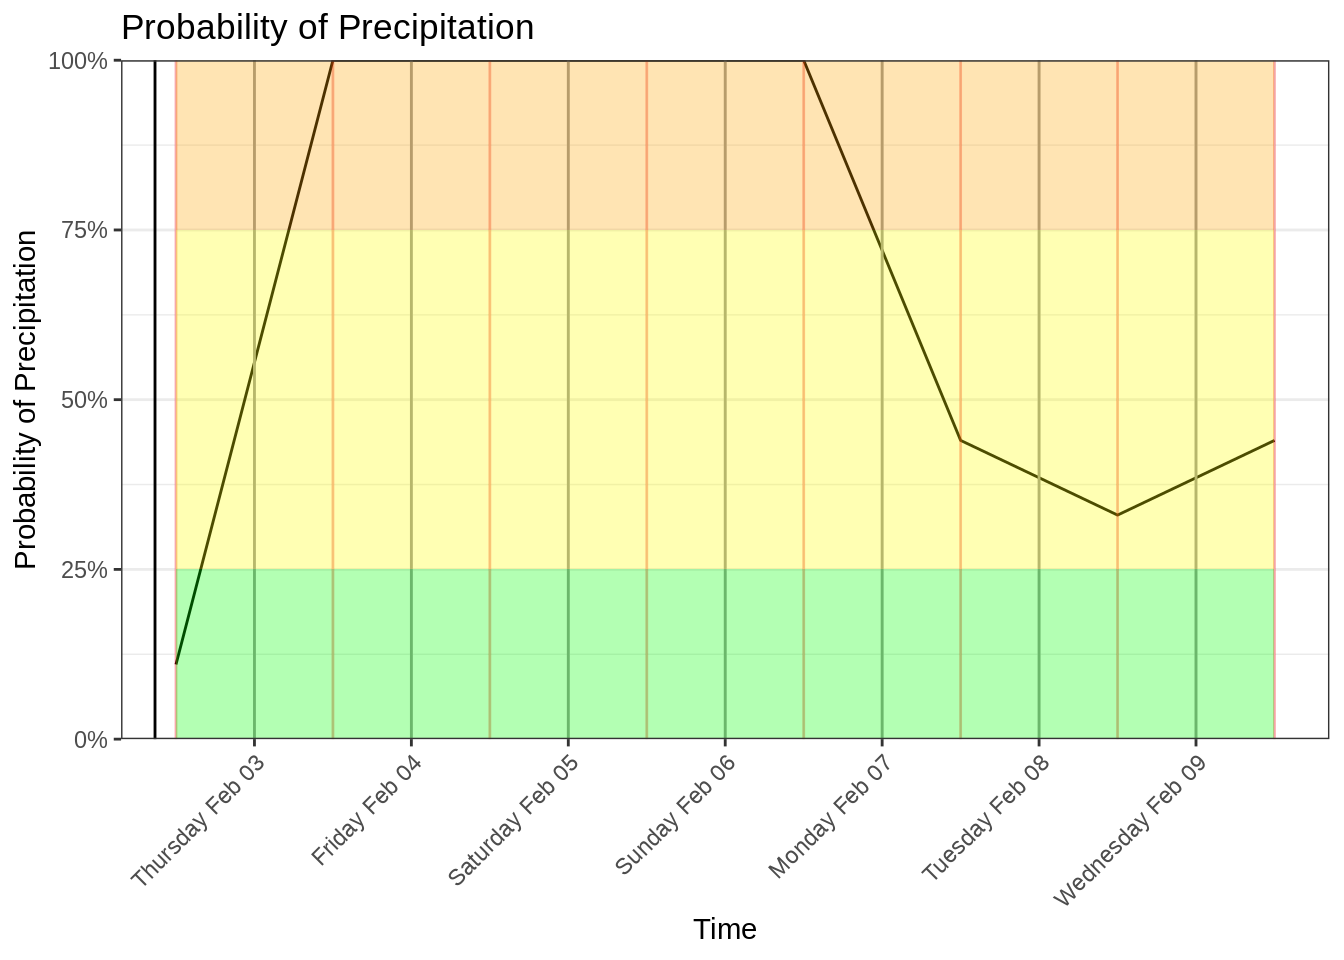 Probability of Precipitation
100%
75%
50%
25%
0%
Probability of Precipitation
Thursday Feb 03
Friday Feb 04
Saturday Feb 05
Sunday Feb 06
Monday Feb 07
Tuesday Feb 08
Wednesday Feb 09
Time